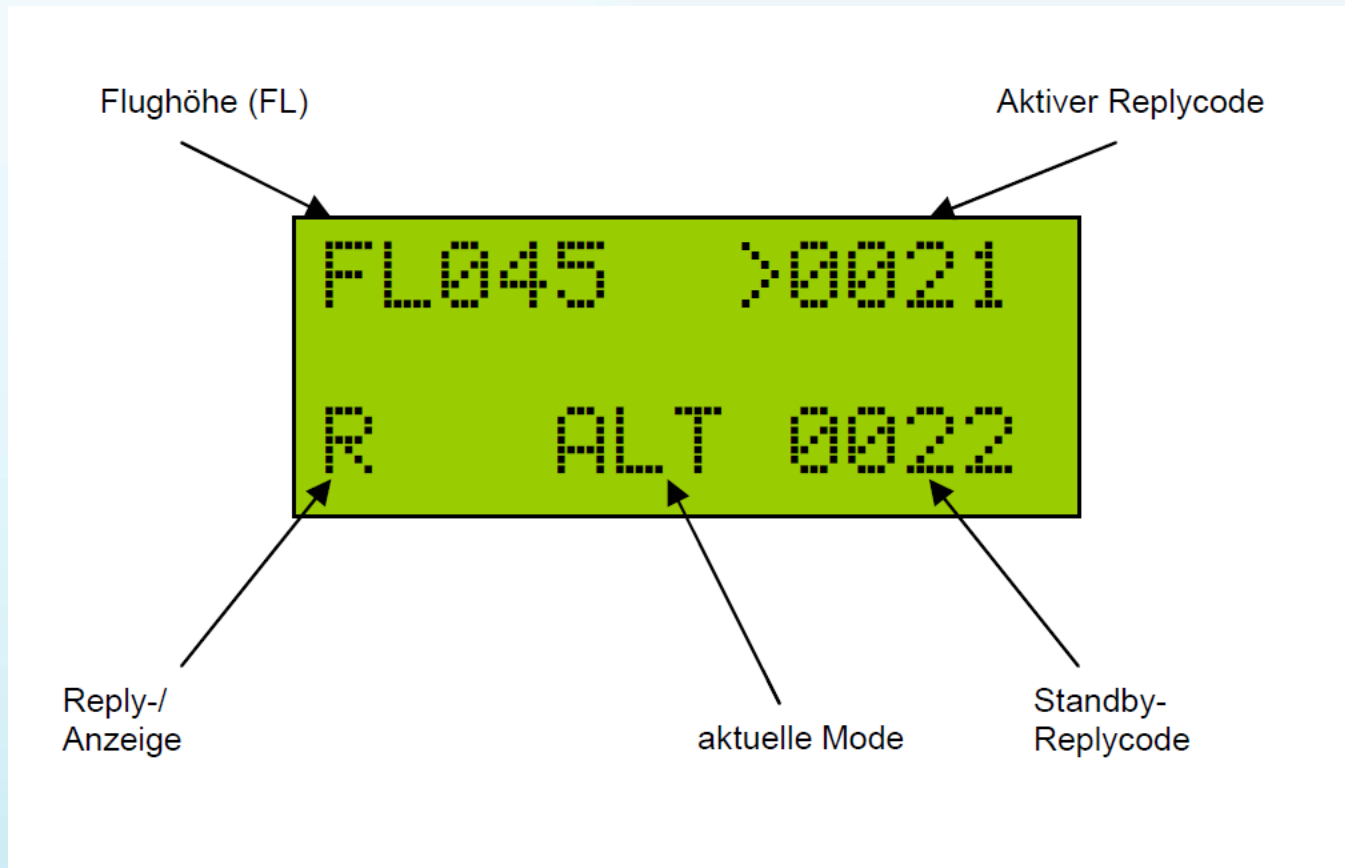 Flughöhe (FL)
Aktiver Replycode
FL045 >0021
R ALT 0022
Reply-/
Anzeige
aktuelle Mode
Standby-
Replycode